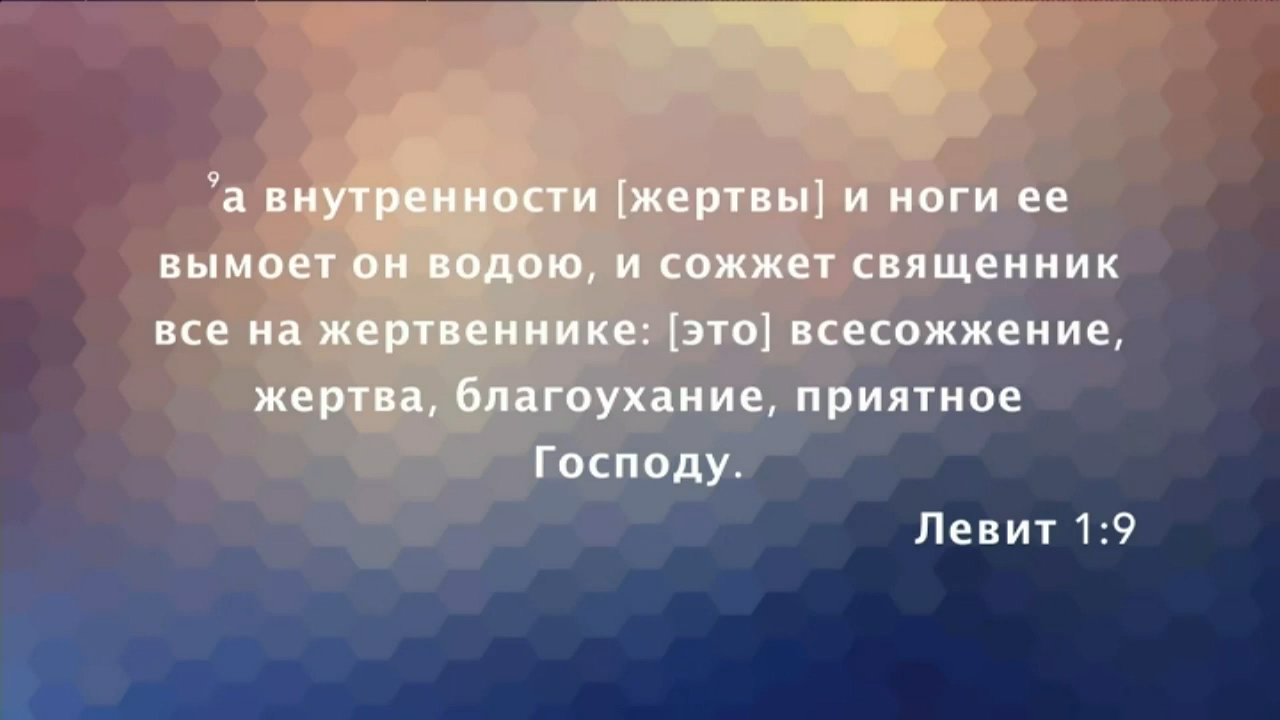 ⁹а внутренности [жертвы] и ноги ее
вымоет он водою, и сожжет священник
все на жертвеннике: [это] всесожжение,
жертва, благоухание, приятное
Господу.
Левит 1:9